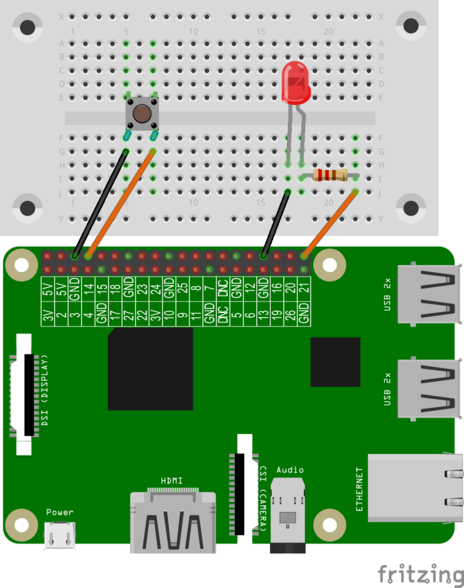 X X
1 5 10 15 20
A A
B B
C C
D D
E E
F F
G G
H H
I I
J J
1 5 10 15 20
Y Y
5V 5V GND 14 15 18 GND 23 24 GND 25 8 7 DNC GND 12 GND 16 20 21
3V 2 3 4 GND 17 27 22 3V 10 9 11 GND DNC 5 6 13 19 26 GND
USB 2x
DSI (DISPLAY)
USB 2x
HDMI
CSI (CAMERA)
Audio
ETHERNET
Power
fritzing